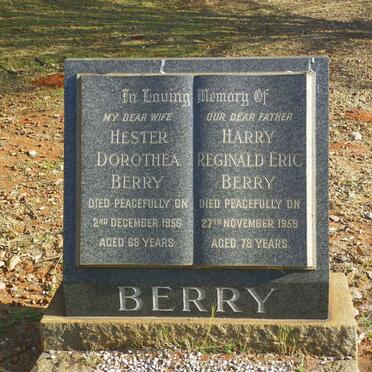 In Loving Memory Of
MY DEAR WIFE
HESTER
DOROTHEA
BERRY
DIED PEACEFULLY ON
2ND DECEMBER 1956
AGED 68 YEARS.
OUR DEAR FATHER
HARRY
REGINALD ERIC
BERRY
DIED PEACEFULLY ON
27TH NOVEMBER 1959
AGED 78 YEARS.
BERRY